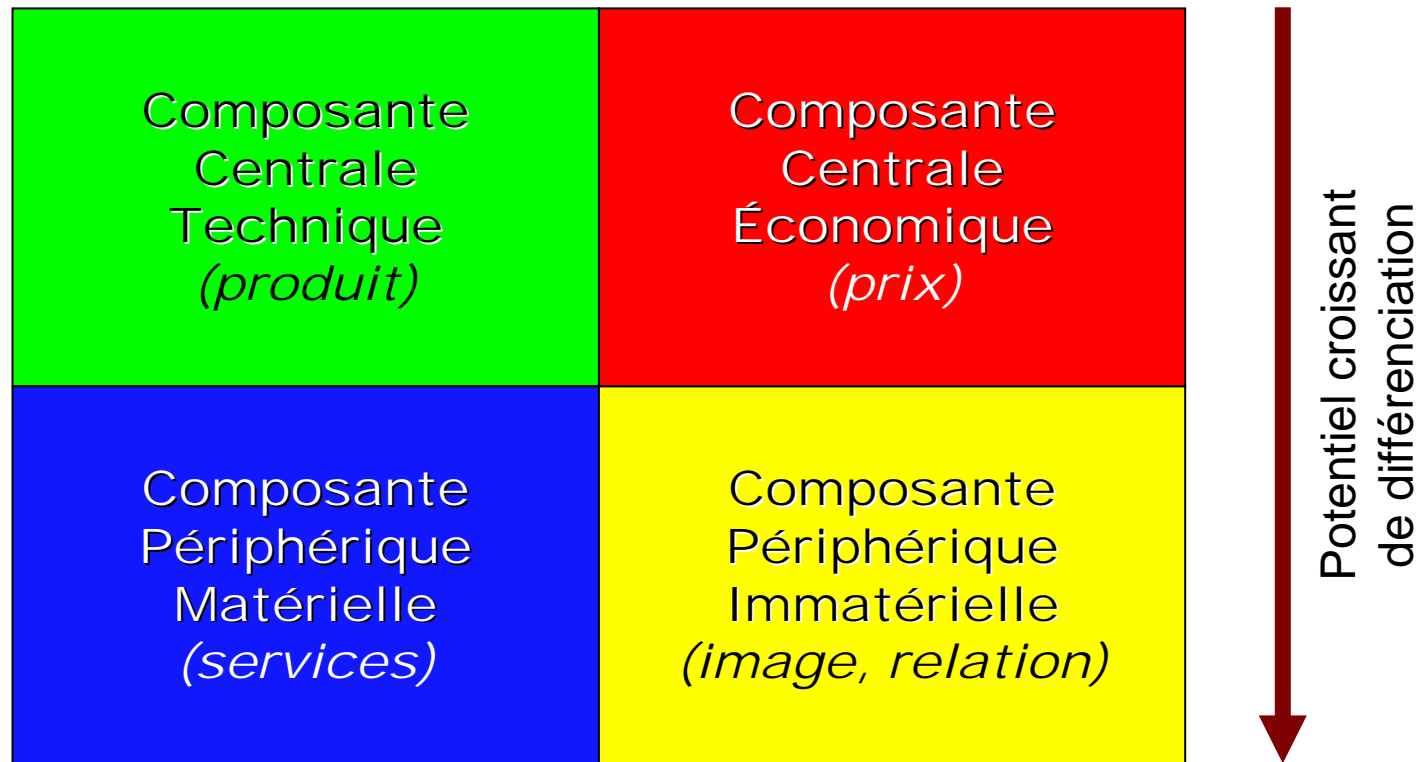 Composante
Centrale
Technique
(produit)
Composante
Centrale
Économique
(prix)
Composante
Périphérique
Matérielle
(services)
Composante
Périphérique
Immatérielle
(image, relation)
Potentiel croissant
de différenciation